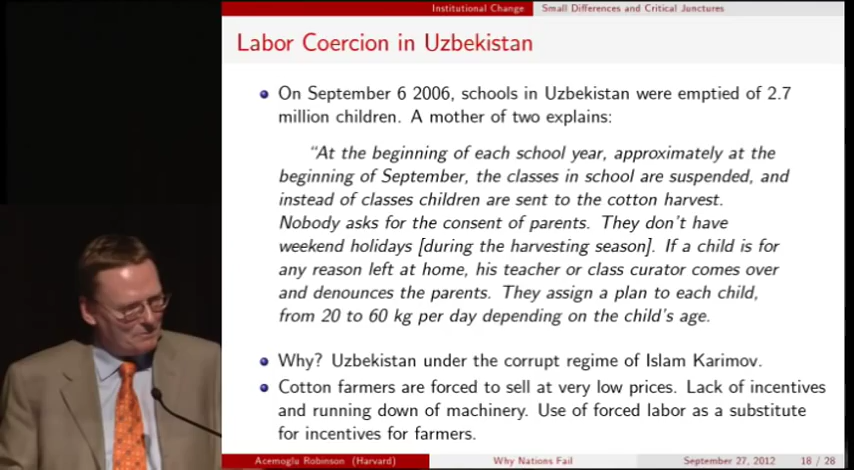 Institutional Change Small Differences and Critical Junctures
Labor Coercion in Uzbekistan
On September 6 2006, schools in Uzbekistan were emptied of 2.7
million children. A mother of two explains:
“At the beginning of each school year, approximately at the
beginning of September, the classes in school are suspended, and
instead of classes children are sent to the cotton harvest.
Nobody asks for the consent of parents. They don't have
weekend holidays [during the harvesting season]. If a child is for
any reason left at home, his teacher or class curator comes over
and denounces the parents. They assign a plan to each child,
from 20 to 60 kg per day depending on the child's age.
Why? Uzbekistan under the corrupt regime of Islam Karimov.
Cotton farmers are forced to sell at very low prices. Lack of incentives
and running down of machinery. Use of forced labor as a substitute
for incentives for farmers.
Acemoglu Robinson (Harvard) Why Nations Fail September 27, 2012 18 / 28